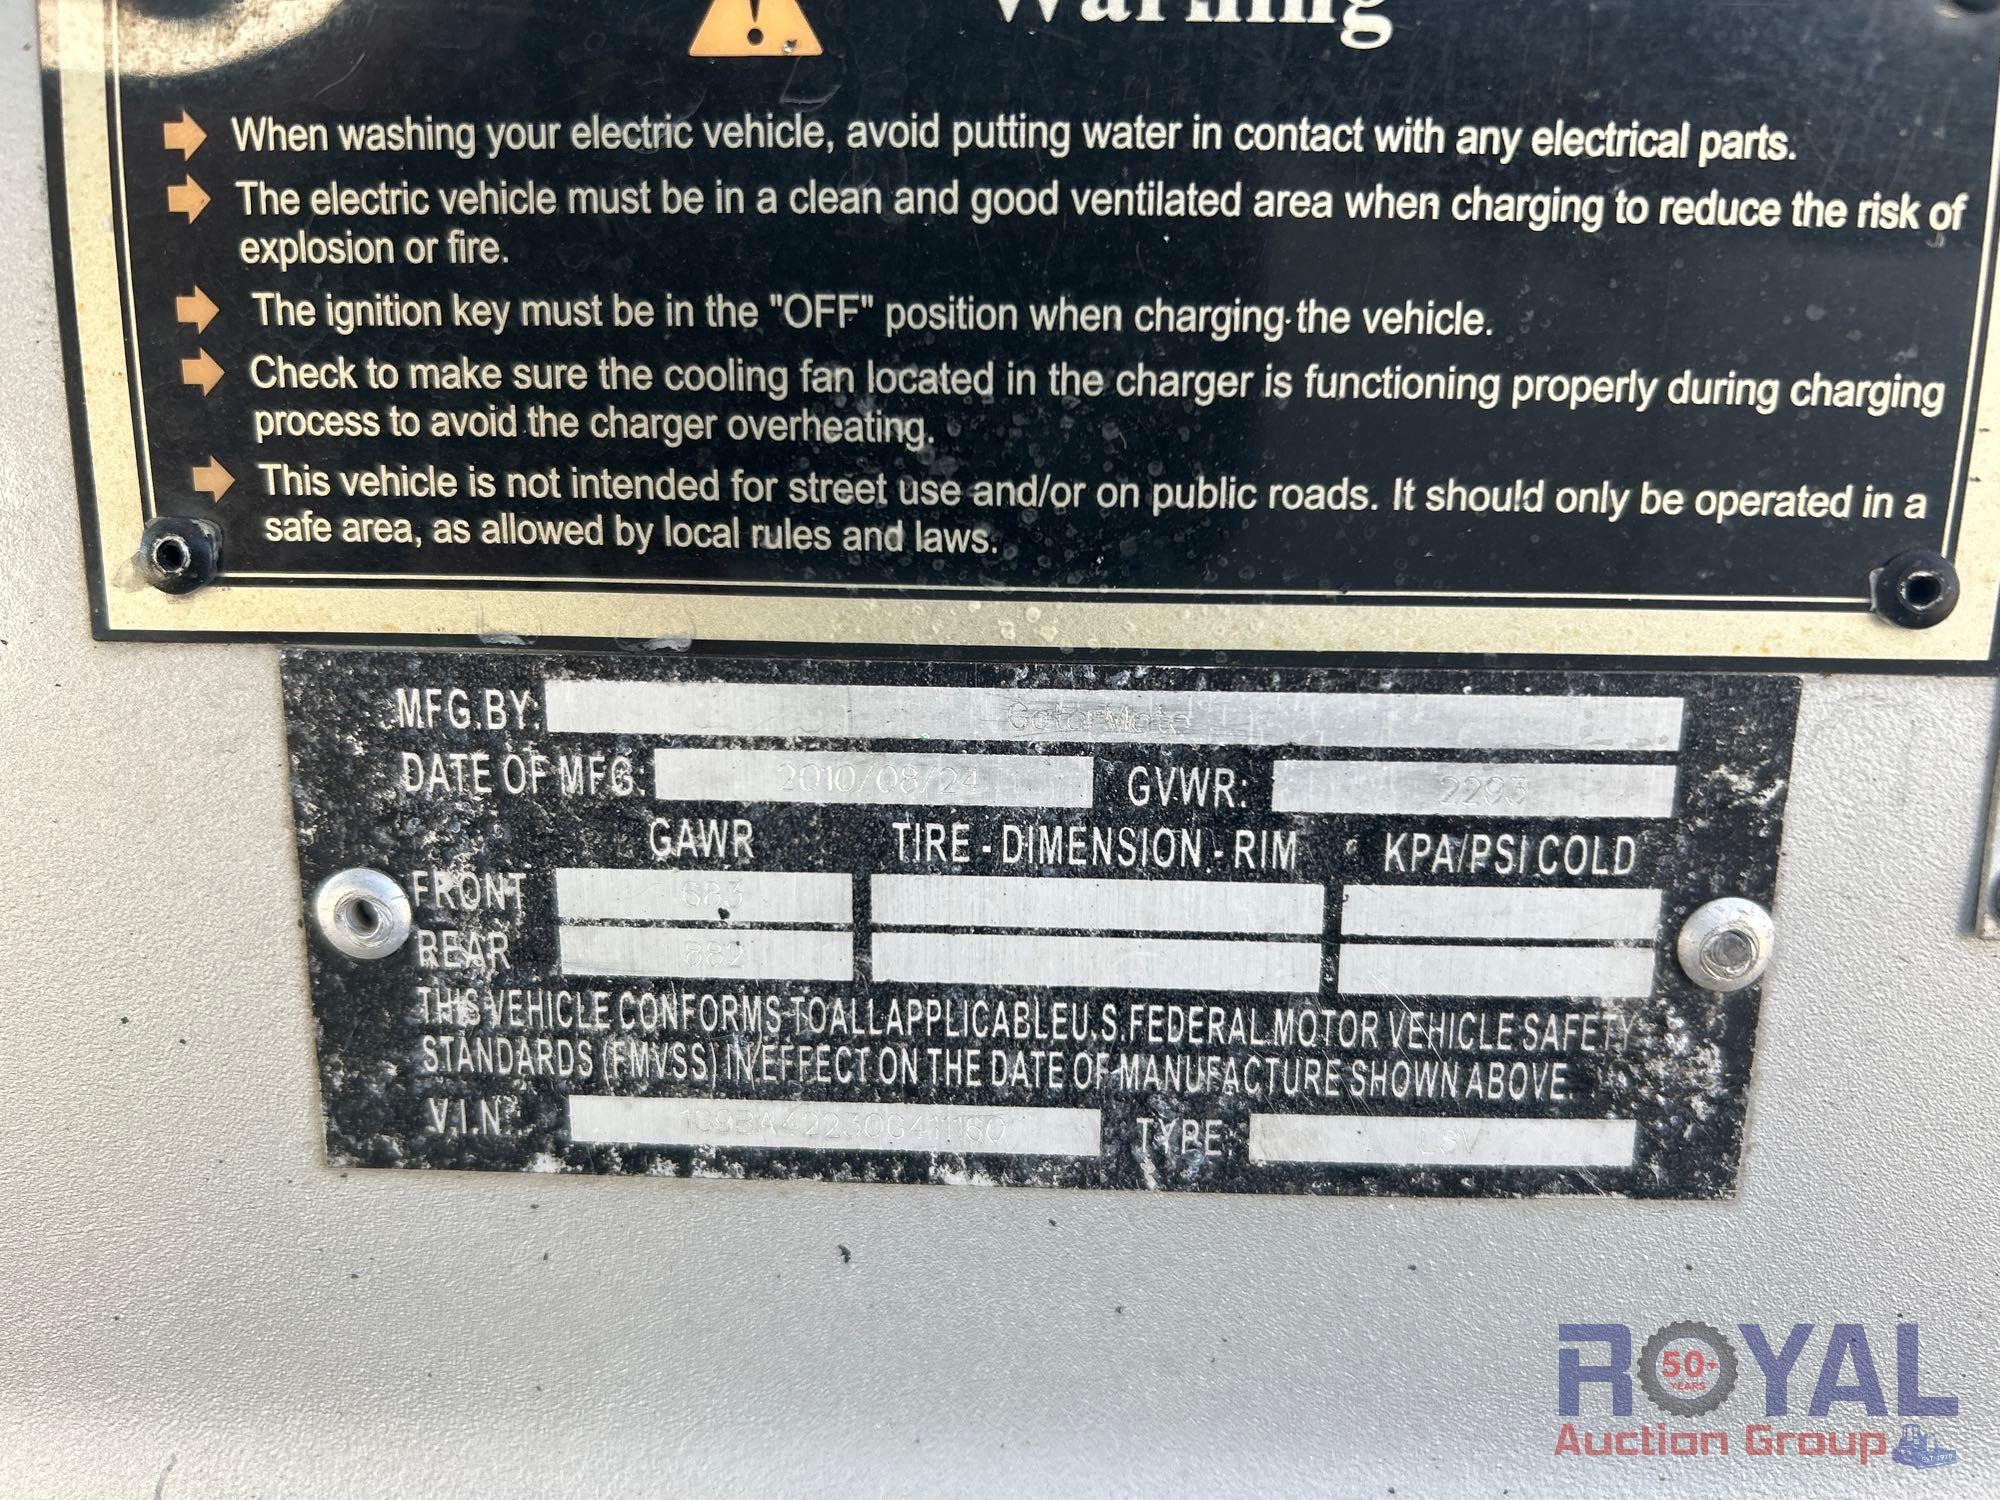 Warning
When washing your electric vehicle, avoid putting water in contact with any electrical parts.
The electric vehicle must be in a clean and good ventilated area when charging to reduce the risk of
explosion or fire.
The ignition key must be in the "OFF" position when charging the vehicle.
Check to make sure the cooling fan located in the charger is functioning properly during charging
process to avoid the charger overheating.
This vehicle is not intended for street use and/or on public roads. It should only be operated in a
safe area, as allowed by local rules and laws.
MFG.BY: GatorMoto
DATE OF MFG: 2010/08/24 GVWR: 2293
GAWR TIRE - DIMENSION - RIM KPA/PSI COLD
FRONT 683
REAR 882
THIS VEHICLE CONFORMS TO ALL APPLICABLE U.S. FEDERAL MOTOR VEHICLE SAFETY
STANDARDS (FMVSS) IN EFFECT ON THE DATE OF MANUFACTURE SHOWN ABOVE.
V.I.N. TYPE: LSV
ROYAL
50+
YEARS
Auction Group
EST. 1970